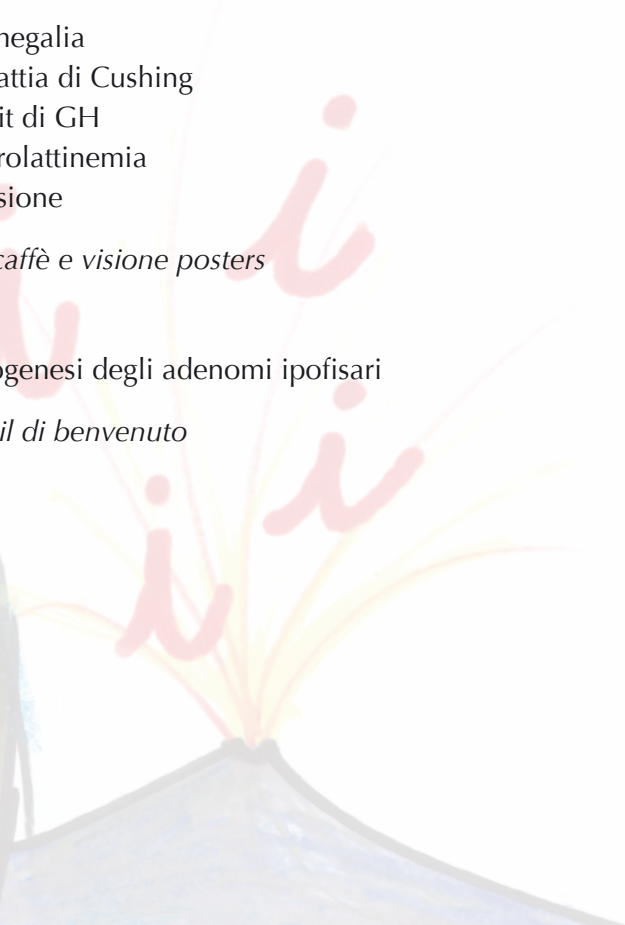 negalia
attia di Cushing
it di GH
rolattinemia
sione
caffè e visione posters
i
i
ogenesi degli adenomi ipofisari
i
il di benvenuto
i